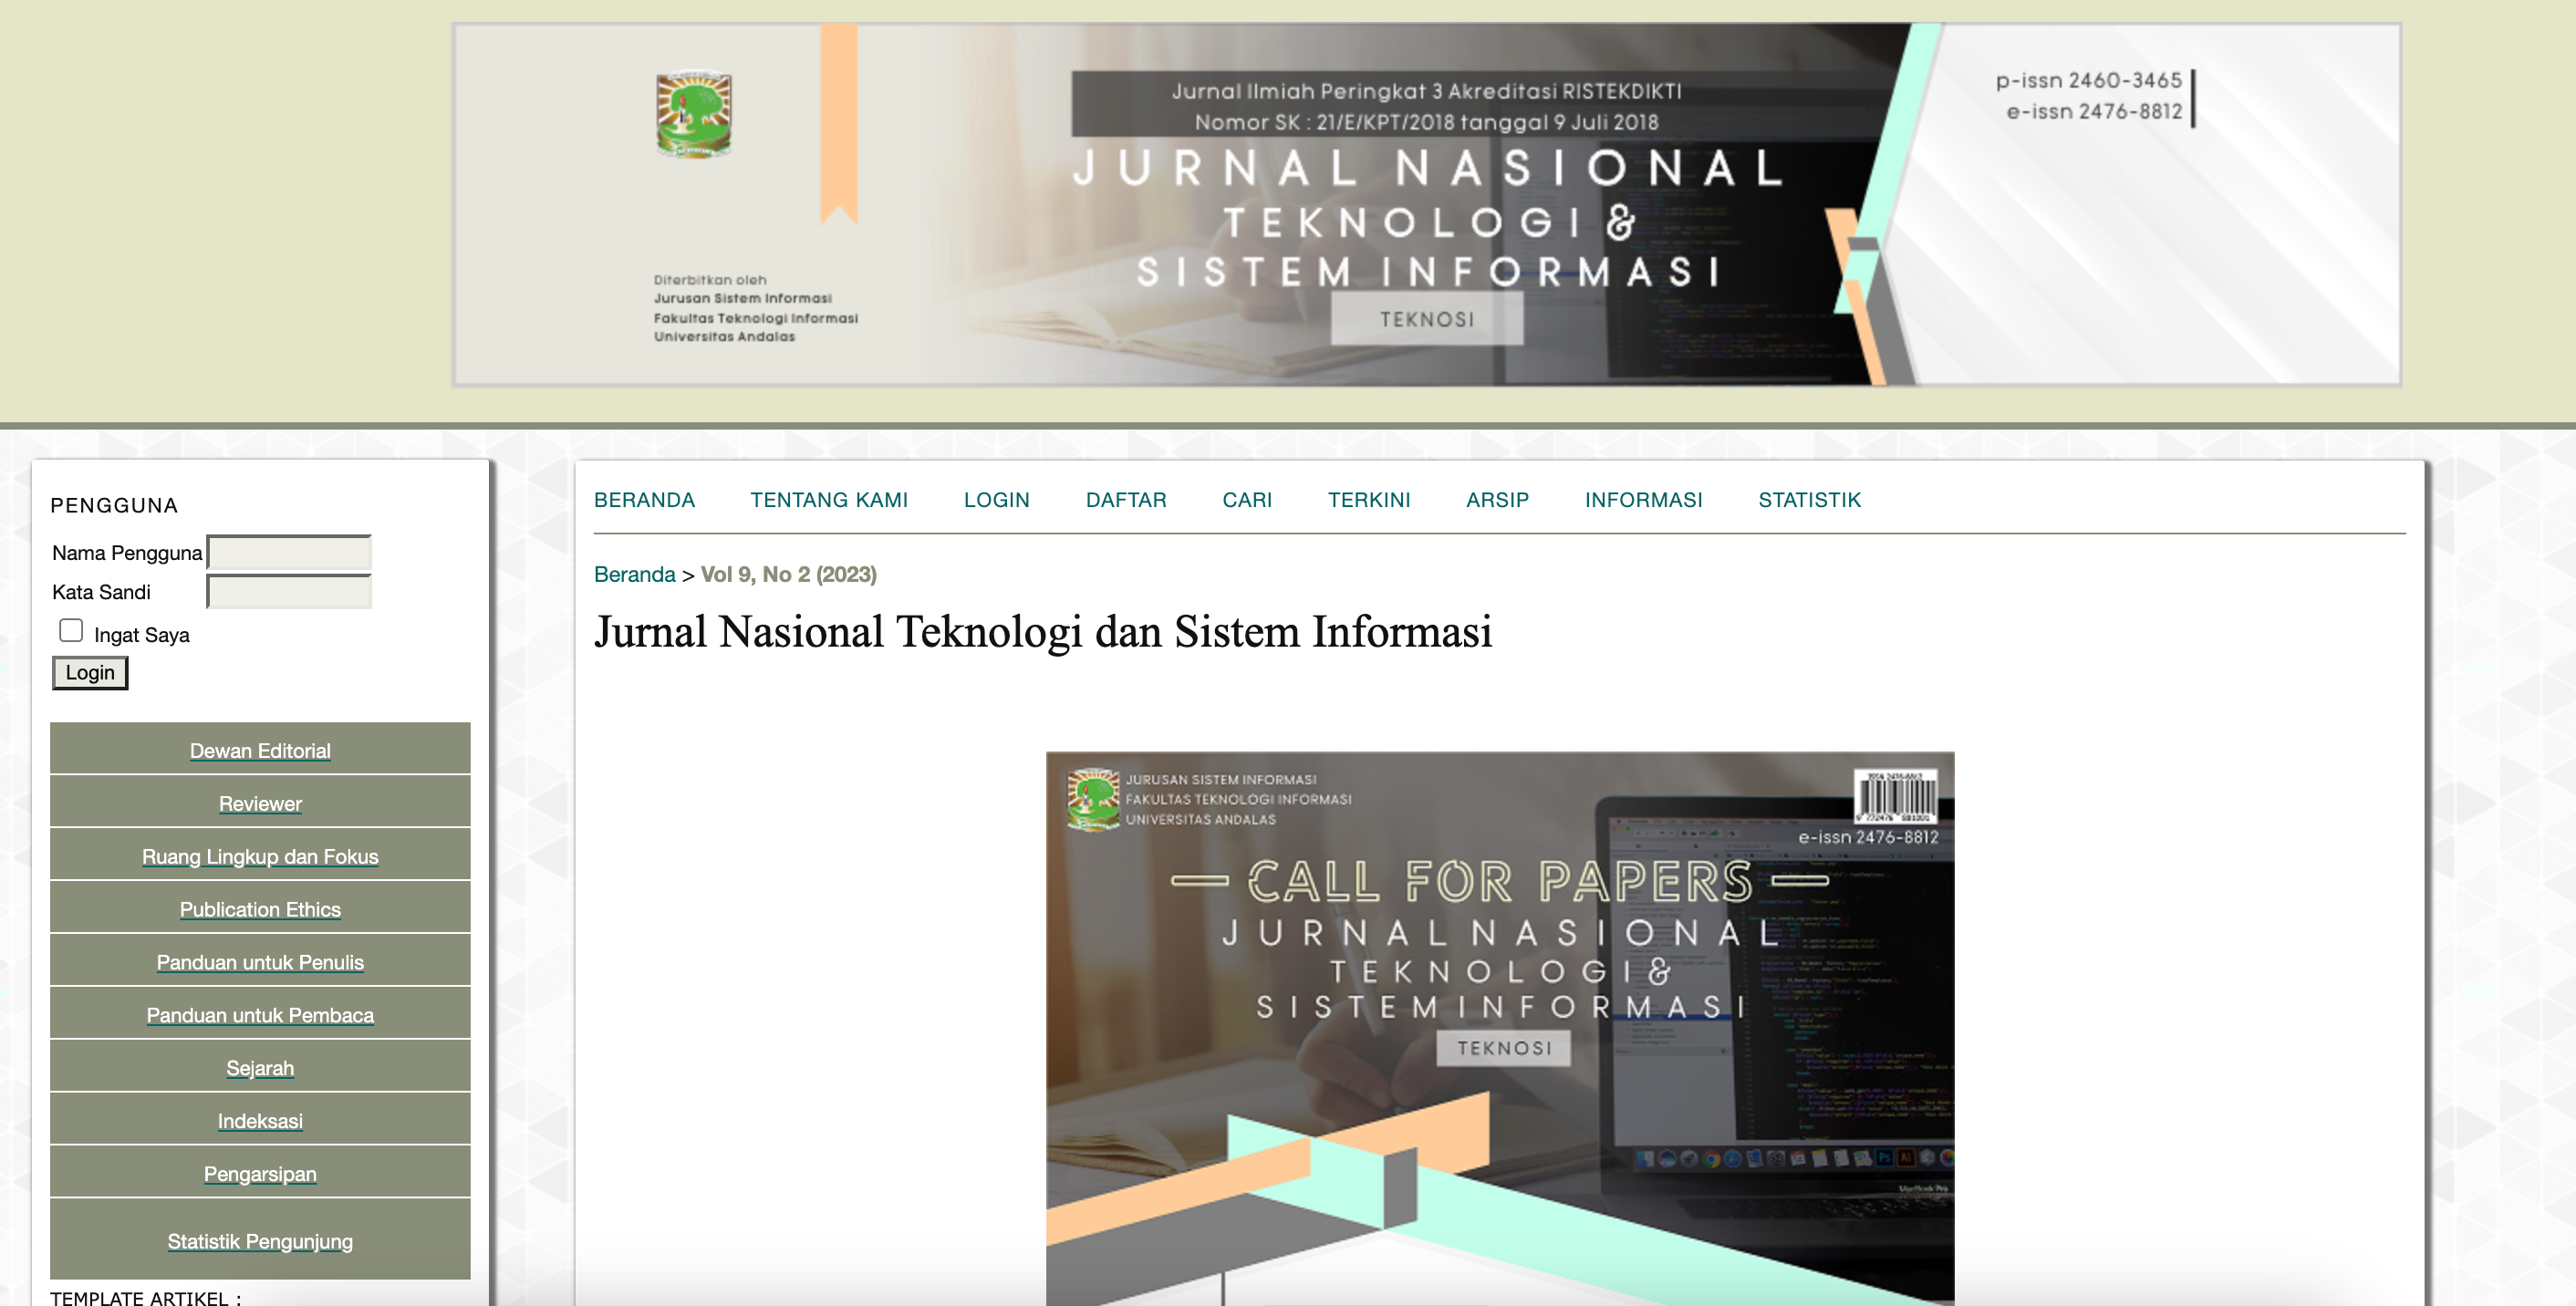 Jurnal Ilmiah Peringkat 3 Akreditasi RISTEKDIKTI
Nomor SK : 21/E/KPT/2018 tanggal 9 Juli 2018
JURNAL NASIONAL
TEKNOLOGI &
SISTEM INFORMASI
TEKNOSI
p-issn 2460-3465
e-issn 2476-8812
Diterbitkan oleh
Jurusan Sistem Informasi
Fakultas Teknologi Informasi
Universitas Andalas
PENGGUNA
Nama Pengguna
Kata Sandi
Ingat Saya
Login
Dewan Editorial
Reviewer
Ruang Lingkup dan Fokus
Publication Ethics
Panduan untuk Penulis
Panduan untuk Pembaca
Sejarah
Indeksasi
Pengarsipan
Statistik Pengunjung
TEMPLATE ARTIKEL :
BERANDA TENTANG KAMI LOGIN DAFTAR CARI TERKINI ARSIP INFORMASI STATISTIK
Beranda > Vol 9, No 2 (2023)
Jurnal Nasional Teknologi dan Sistem Informasi
JURUSAN SISTEM INFORMASI
FAKULTAS TEKNOLOGI INFORMASI
UNIVERSITAS ANDALAS
e-issn 2476-8812
CALL FOR PAPERS
JURNAL NASIONAL
TEKNOLOGI &
SISTEM INFORMASI
TEKNOSI
MacBook Pro